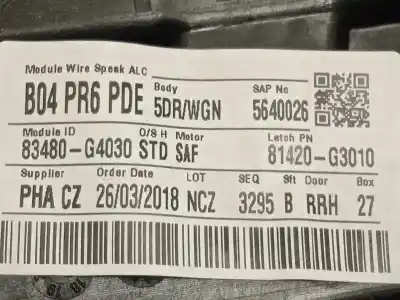 Module Wire Speak ALC Body SAP No
B04 PR6 PDE 5DR/WGN 5640026
Module ID O/S H Motor Latch PN
83480-G4030 STD SAF 81420-G3010
Supplier Order Date LOT SEQ Sft Door Box
PHA CZ 26/03/2018 NCZ 3295 B RRH 27